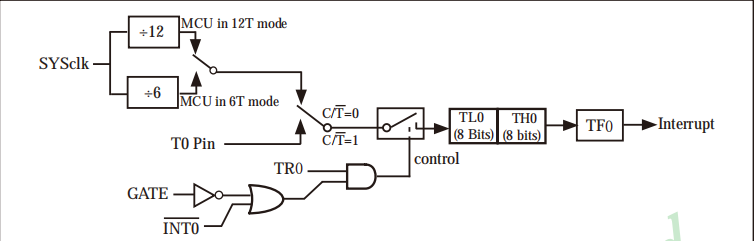 ÷12
MCU in 12T mode
SYSclk
÷6
MCU in 6T mode
C/T̅=0
C/T̅=1
T0 Pin
TL0
(8 Bits)
TH0
(8 bits)
TF0
Interrupt
control
TR0
GATE
I̅N̅T̅0̅